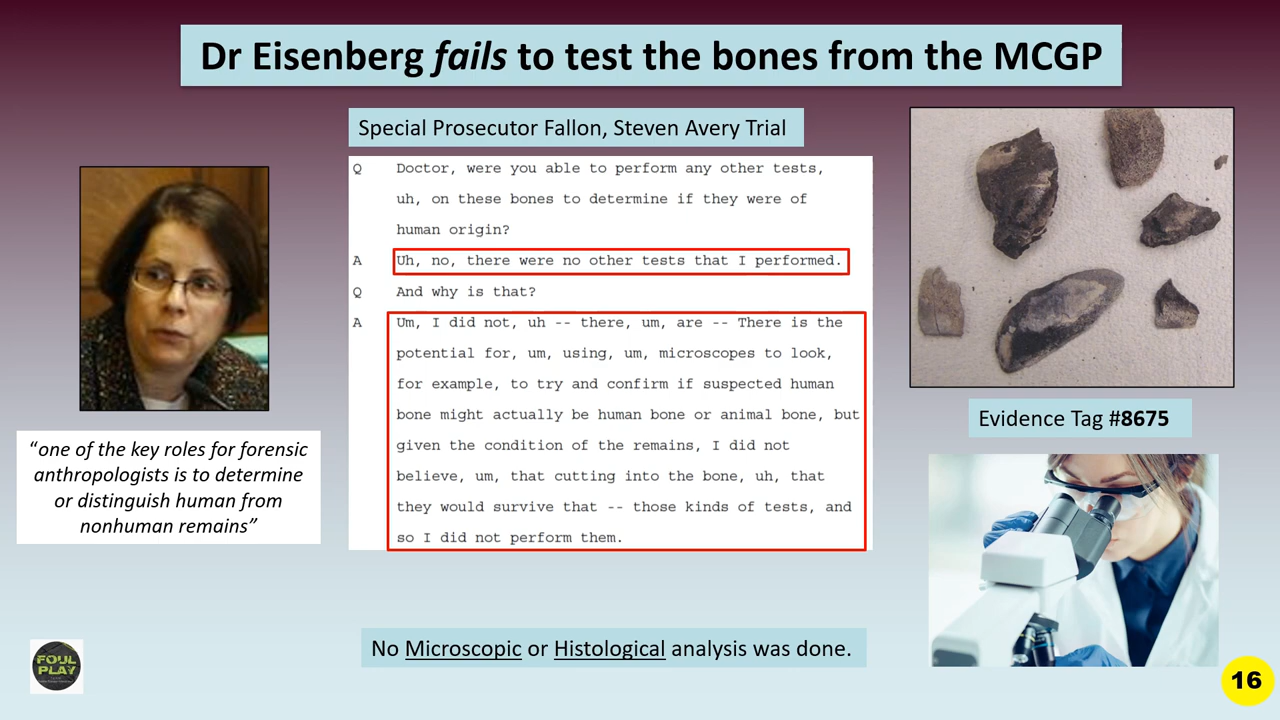 Dr Eisenberg fails to test the bones from the MCGP
Special Prosecutor Fallon, Steven Avery Trial
Q Doctor, were you able to perform any other tests,
uh, on these bones to determine if they were of
human origin?
A Uh, no, there were no other tests that I performed.
Q And why is that?
A Um, I did not, uh -- there, um, are -- There is the
potential for, um, using, um, microscopes to look,
for example, to try and confirm if suspected human
bone might actually be human bone or animal bone, but
given the condition of the remains, I did not
believe, um, that cutting into the bone, uh, that
they would survive that -- those kinds of tests, and
so I did not perform them.
“one of the key roles for forensic
anthropologists is to determine
or distinguish human from
nonhuman remains”
Evidence Tag #8675
No Microscopic or Histological analysis was done.
FOUL
PLAY
16